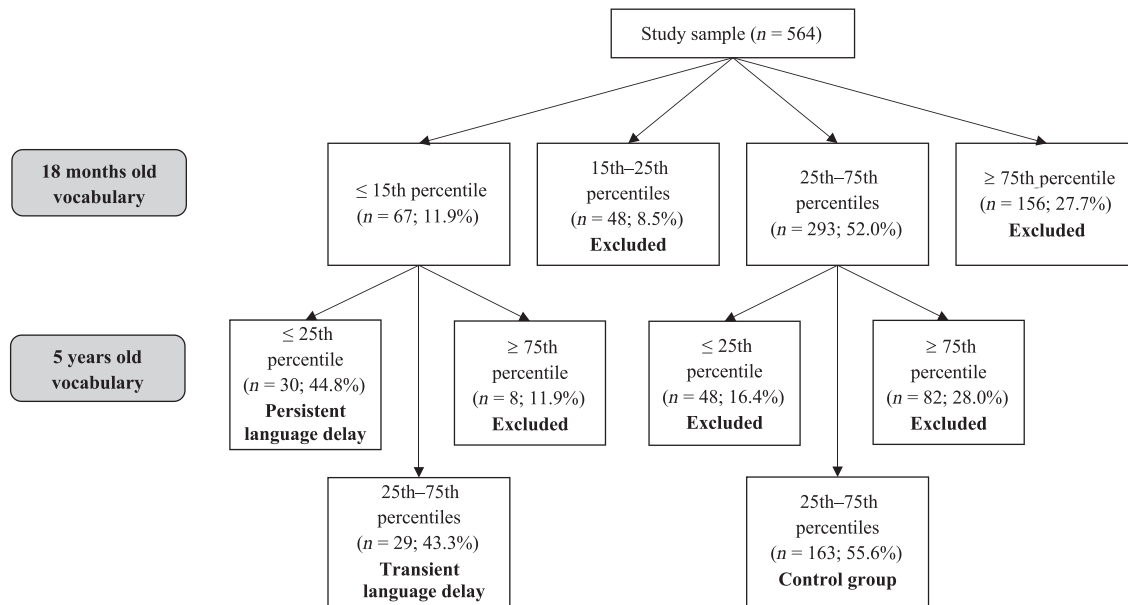 Study sample (n = 564)
18 months old
vocabulary
≤ 15th percentile
(n = 67; 11.9%)
15th–25th
percentiles
(n = 48; 8.5%)
Excluded
25th–75th
percentiles
(n = 293; 52.0%)
≥ 75th percentile
(n = 156; 27.7%)
Excluded
5 years old
vocabulary
≤ 25th
percentile
(n = 30; 44.8%)
Persistent
language delay
≥ 75th
percentile
(n = 8; 11.9%)
Excluded
≤ 25th
percentile
(n = 48; 16.4%)
Excluded
≥ 75th
percentile
(n = 82; 28.0%)
Excluded
25th–75th
percentiles
(n = 29; 43.3%)
Transient
language delay
25th–75th
percentiles
(n = 163; 55.6%)
Control group